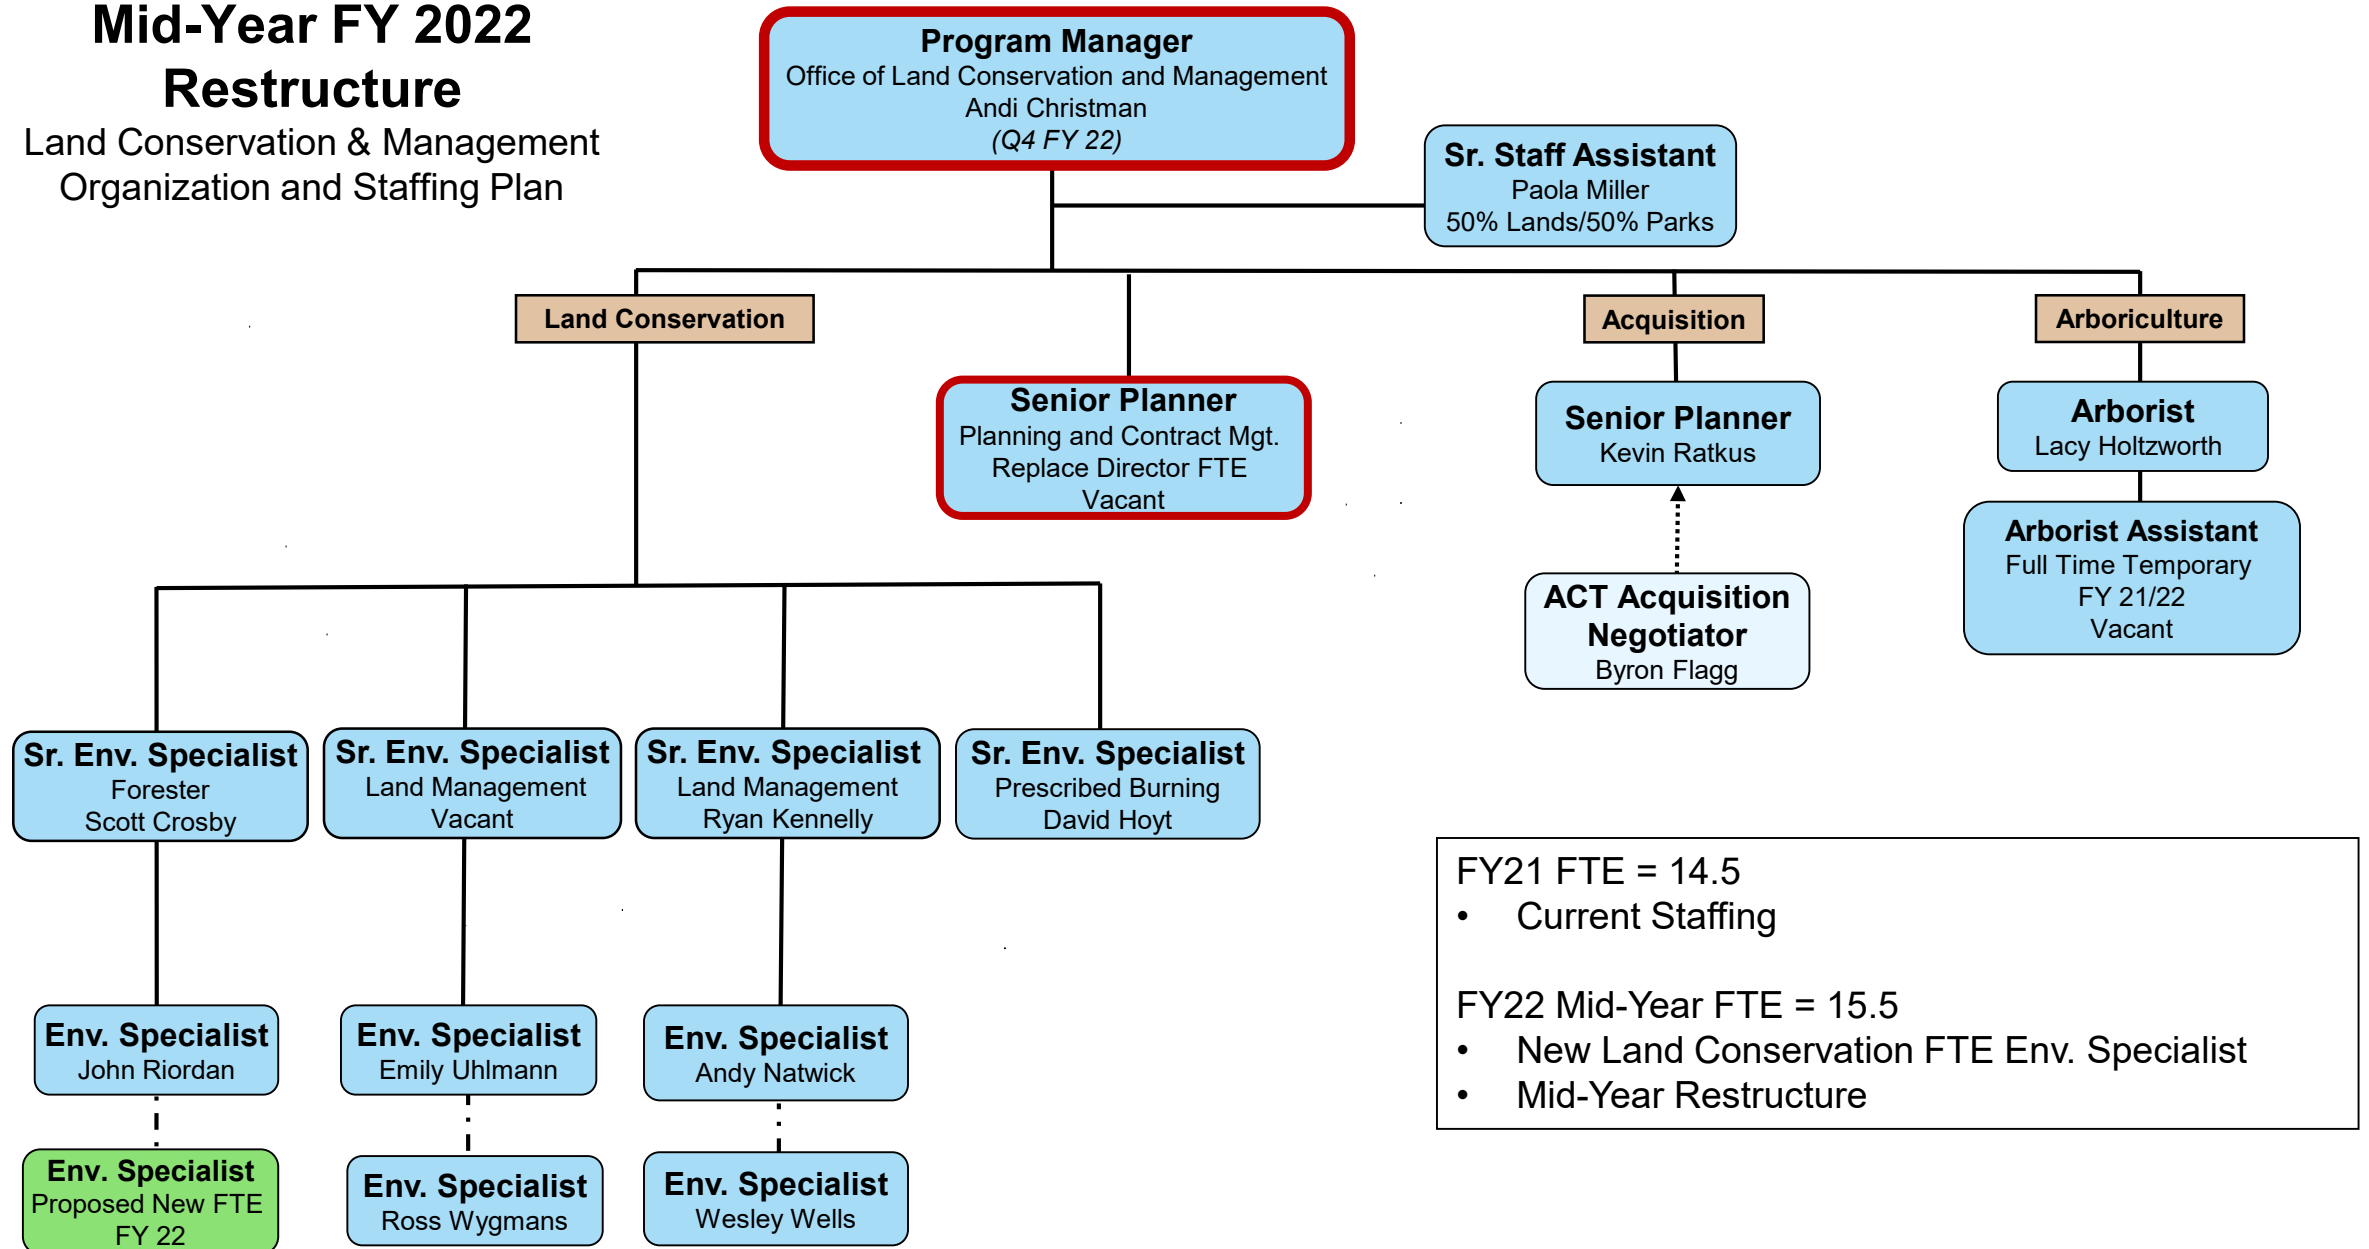 Mid-Year FY 2022
Restructure
Land Conservation & Management
Organization and Staffing Plan
Program Manager
Office of Land Conservation and Management
Andi Christman
(Q4 FY 22)
Sr. Staff Assistant
Paola Miller
50% Lands/50% Parks
Land Conservation
Acquisition
Arboriculture
Senior Planner
Planning and Contract Mgt.
Replace Director FTE
Vacant
Senior Planner
Kevin Ratkus
Arborist
Lacy Holtzworth
Arborist Assistant
Full Time Temporary
FY 21/22
Vacant
ACT Acquisition
Negotiator
Byron Flagg
Sr. Env. Specialist
Forester
Scott Crosby
Sr. Env. Specialist
Land Management
Vacant
Sr. Env. Specialist
Land Management
Ryan Kennelly
Sr. Env. Specialist
Prescribed Burning
David Hoyt
Env. Specialist
John Riordan
Env. Specialist
Emily Uhlmann
Env. Specialist
Andy Natwick
Env. Specialist
Proposed New FTE
FY 22
Env. Specialist
Ross Wygmans
Env. Specialist
Wesley Wells
FY21 FTE = 14.5
• Current Staffing
FY22 Mid-Year FTE = 15.5
• New Land Conservation FTE Env. Specialist
• Mid-Year Restructure